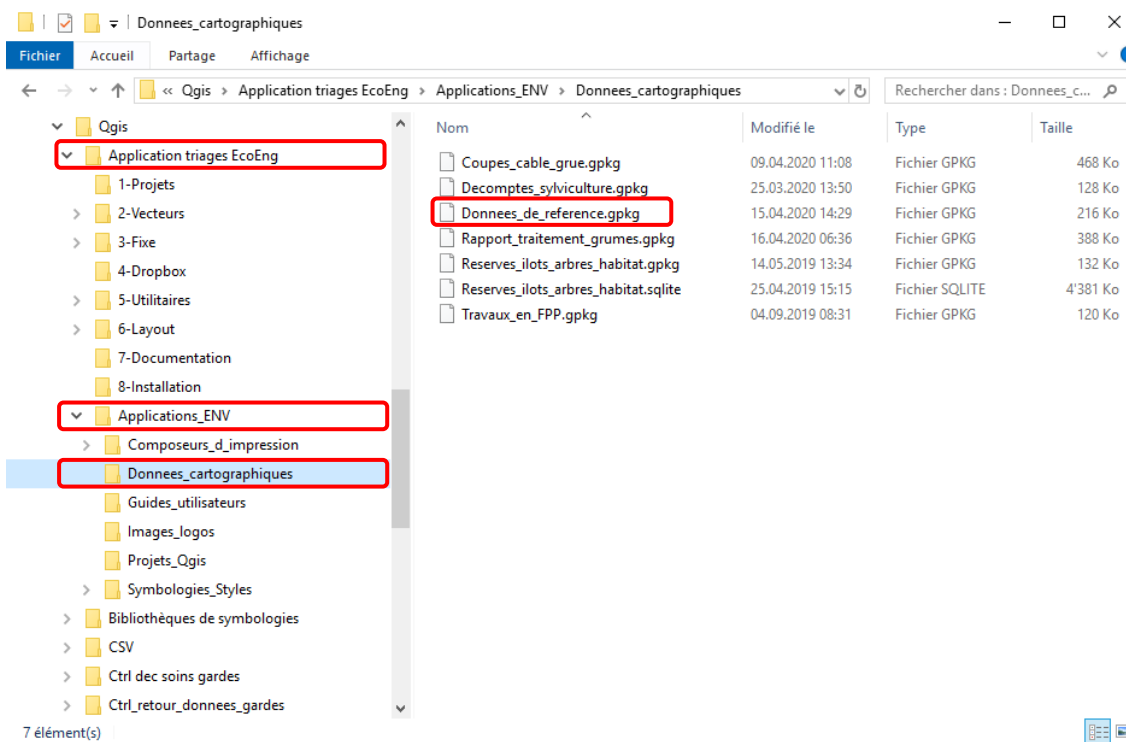 Donnees_cartographiques
Fichier Accueil Partage Affichage
« Qgis > Application triages EcoEng > Applications_ENV > Donnees_cartographiques
Rechercher dans : Donnees_c...
Qgis
Application triages EcoEng
1-Projets
2-Vecteurs
3-Fixe
4-Dropbox
5-Utilitaires
6-Layout
7-Documentation
8-Installation
Applications_ENV
Composeurs_d_impression
Donnees_cartographiques
Guides_utilisateurs
Images_logos
Projets_Qgis
Symbologies_Styles
Bibliothèques de symbologies
CSV
Ctrl dec soins gardes
Ctrl_retour_donnees_gardes
Nom Modifié le Type Taille
Coupes_cable_grue.gpkg 09.04.2020 11:08 Fichier GPKG 468 Ko
Decomptes_sylviculture.gpkg 25.03.2020 13:50 Fichier GPKG 128 Ko
Donnees_de_reference.gpkg 15.04.2020 14:29 Fichier GPKG 216 Ko
Rapport_traitement_grumes.gpkg 16.04.2020 06:36 Fichier GPKG 388 Ko
Reserves_ilots_arbres_habitat.gpkg 14.05.2019 13:34 Fichier GPKG 132 Ko
Reserves_ilots_arbres_habitat.sqlite 25.04.2019 15:15 Fichier SQLITE 4'381 Ko
Travaux_en_FPP.gpkg 04.09.2019 08:31 Fichier GPKG 120 Ko
7 élément(s)